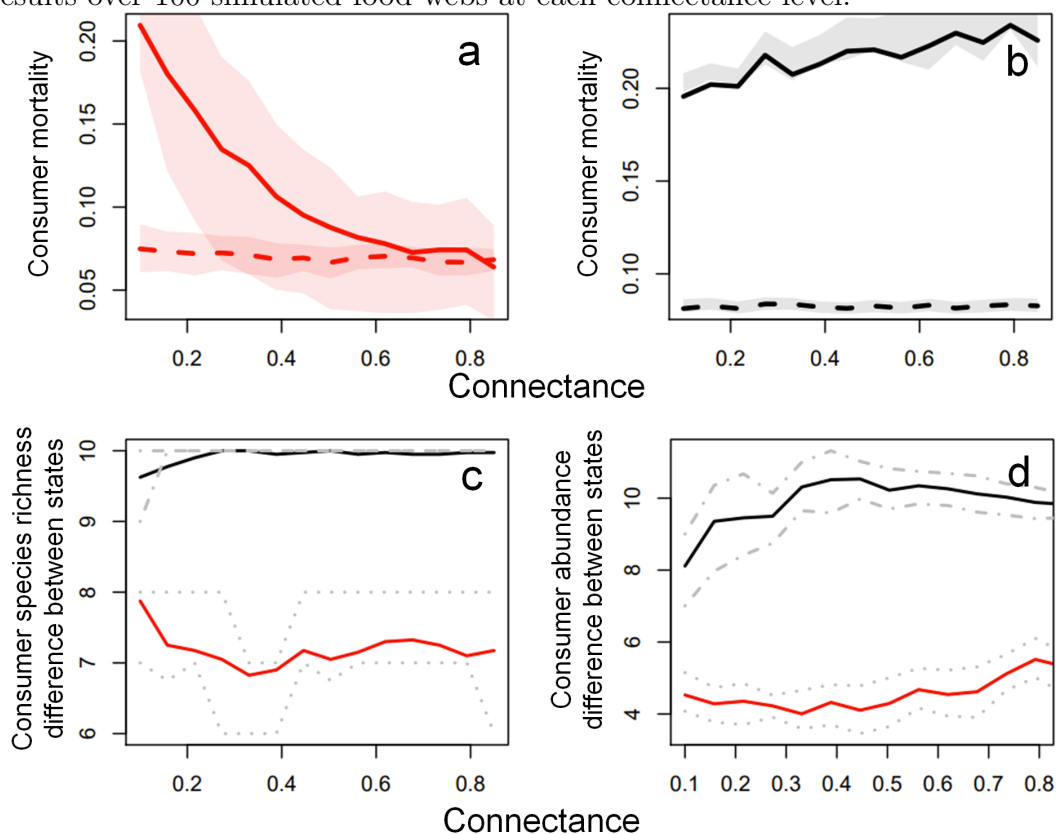 results over 100 simulated food webs at each connectance level.
a
Consumer mortality
0.05
0.10
0.15
0.20
0.2
0.4
0.6
0.8
b
Consumer mortality
0.10
0.15
0.20
0.2
0.4
0.6
0.8
Connectance
c
Consumer species richness
difference between states
6
7
8
9
10
0.2
0.4
0.6
0.8
d
Consumer abundance
difference between states
4
6
8
10
0.1
0.2
0.3
0.4
0.5
0.6
0.7
0.8
Connectance